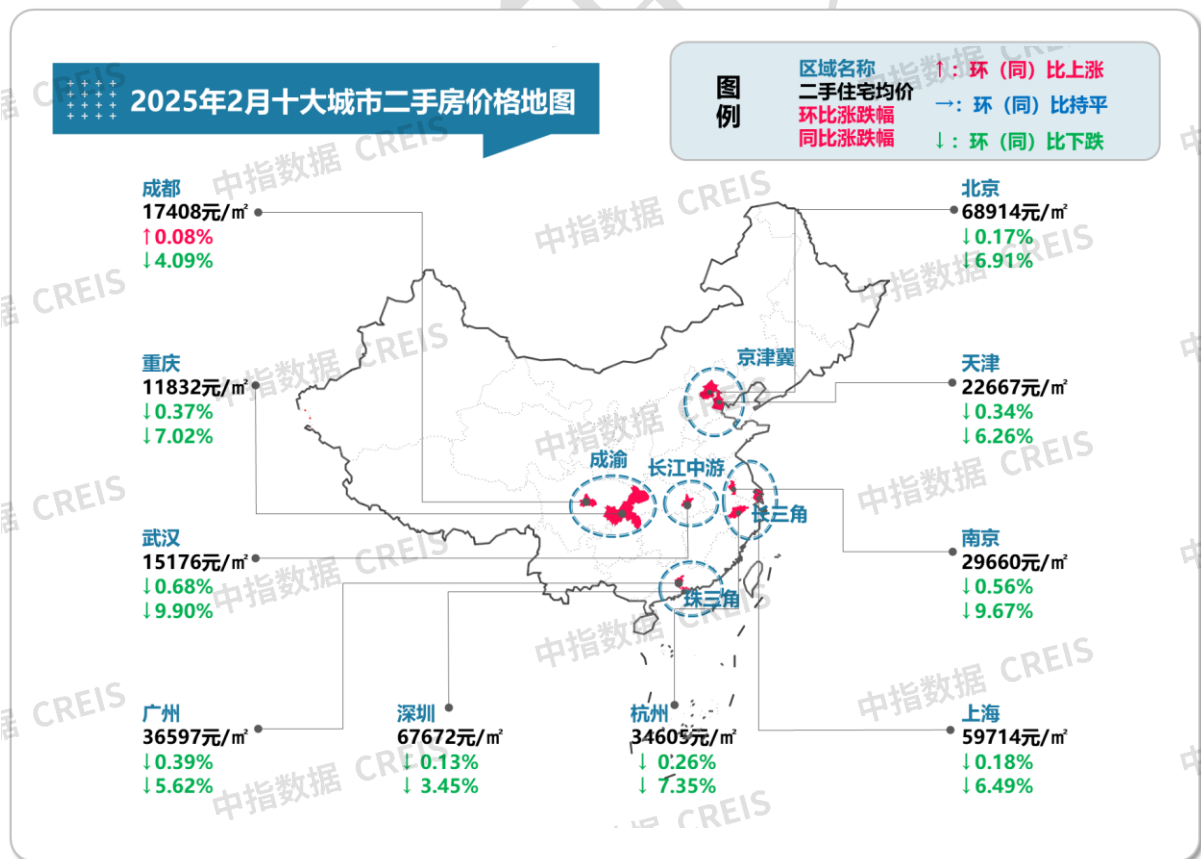 2025年2月十大城市二手房价格地图
图例
区域名称
二手住宅均价
环比涨跌幅
同比涨跌幅
↑：环（同）比上涨
→：环（同）比持平
↓：环（同）比下跌
成都
17408元/㎡
↑0.08%
↓4.09%
北京
68914元/㎡
↓0.17%
↓6.91%
重庆
11832元/㎡
↓0.37%
↓7.02%
天津
22667元/㎡
↓0.34%
↓6.26%
京津冀
成渝
长江中游
长三角
珠三角
武汉
15176元/㎡
↓0.68%
↓9.90%
南京
29660元/㎡
↓0.56%
↓9.67%
广州
36597元/㎡
↓0.39%
↓5.62%
深圳
67672元/㎡
↓0.13%
↓3.45%
杭州
34605元/㎡
↓0.26%
↓7.35%
上海
59714元/㎡
↓0.18%
↓6.49%
中指数据 CREIS